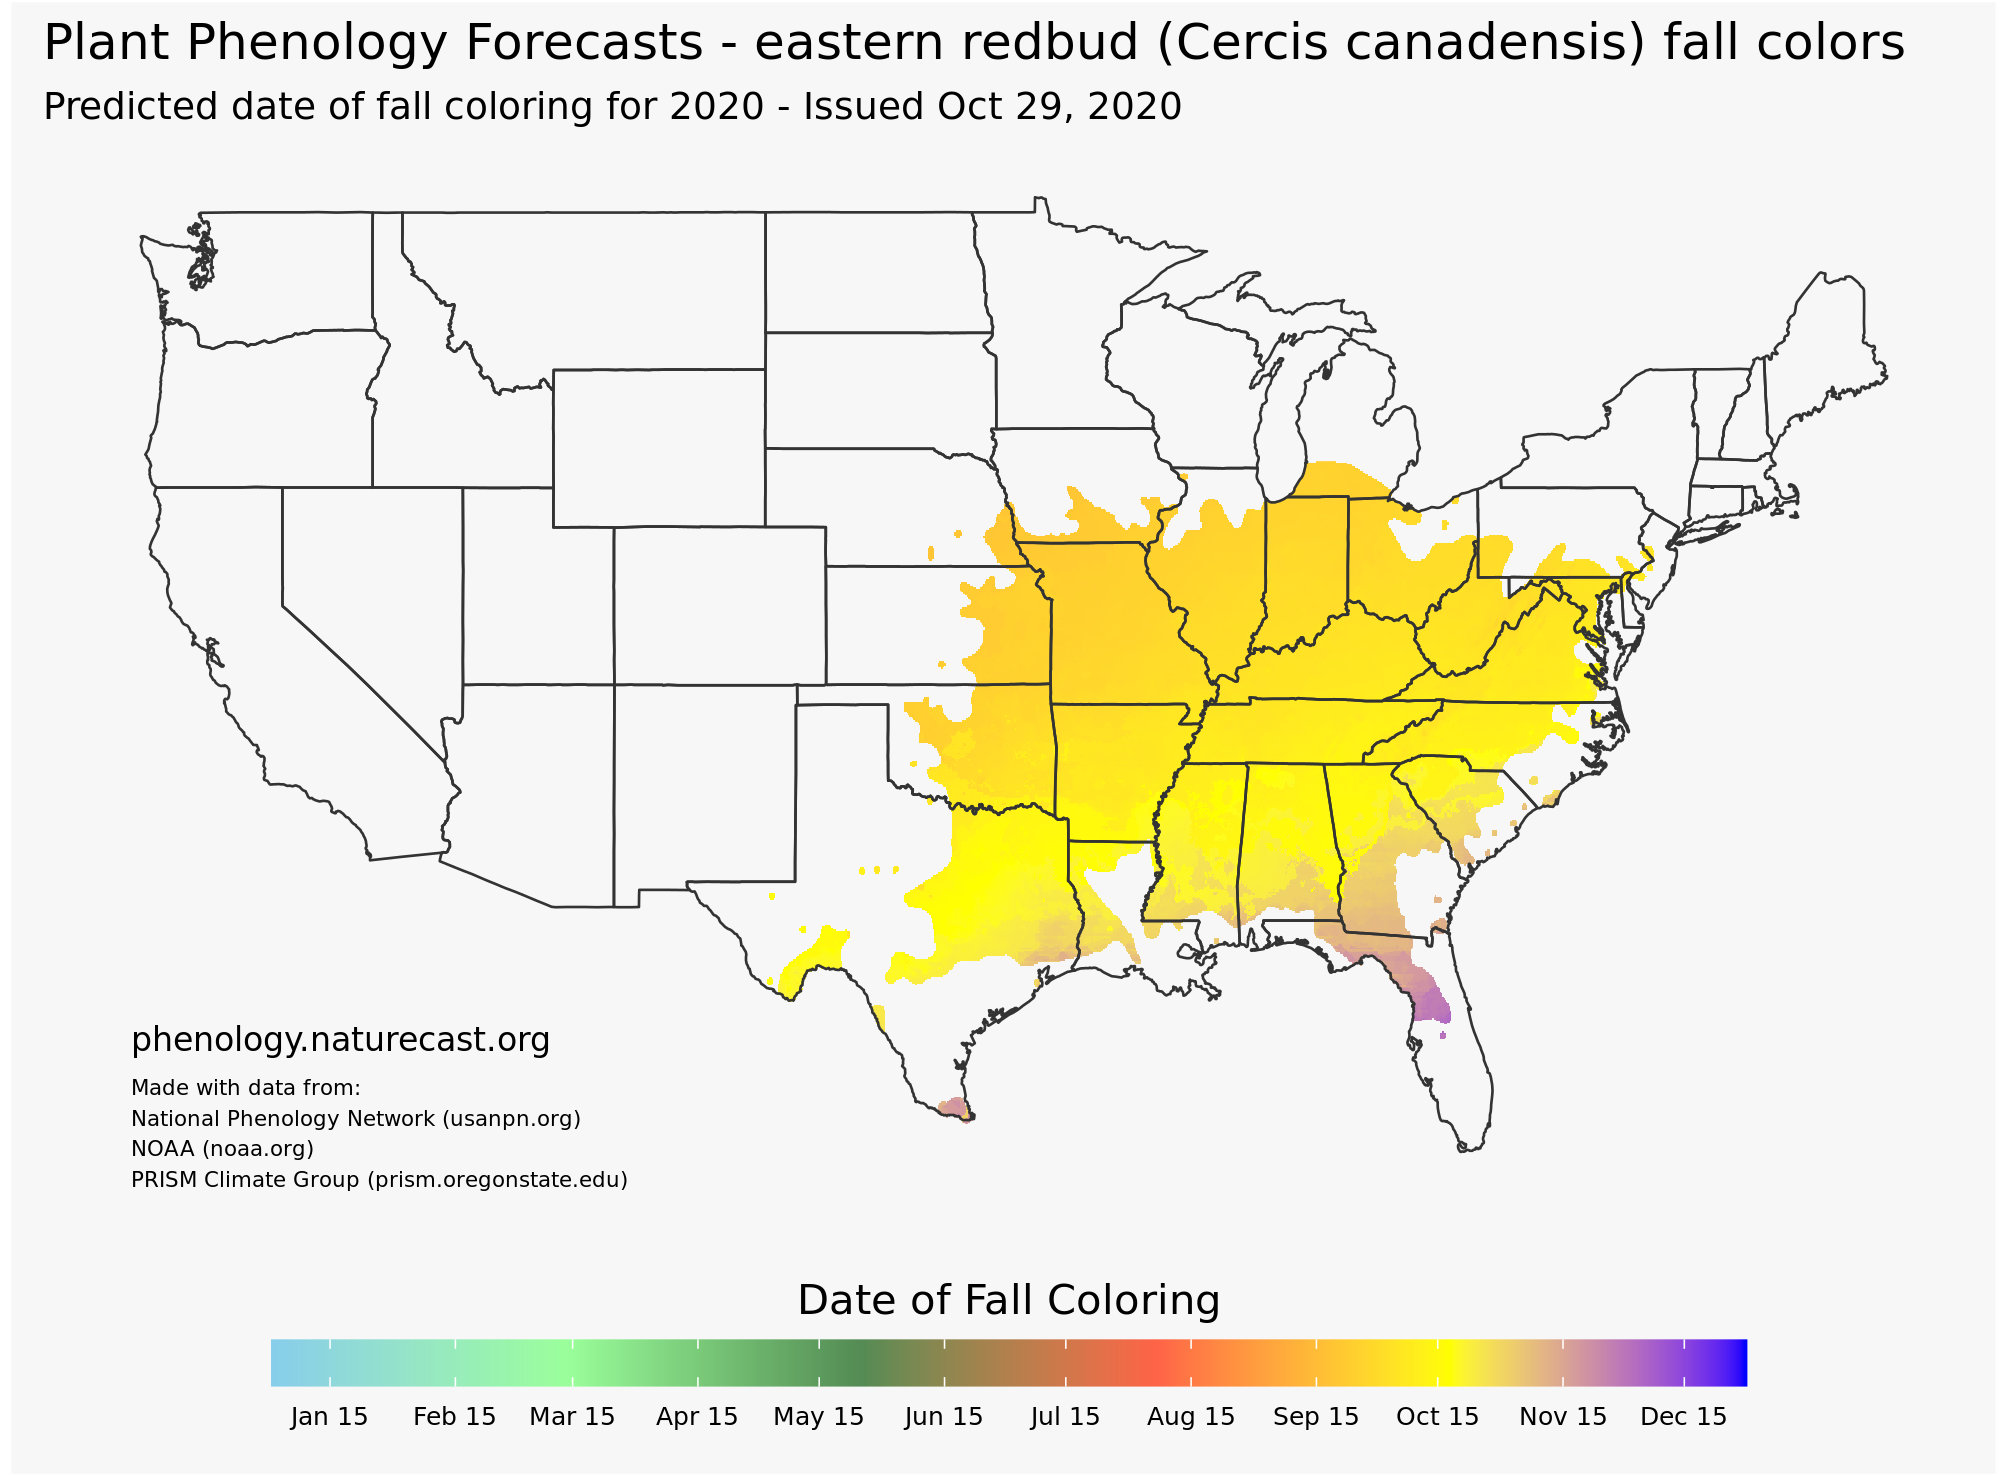 Plant Phenology Forecasts - eastern redbud (Cercis canadensis) fall colors
Predicted date of fall coloring for 2020 - Issued Oct 29, 2020
phenology.naturecast.org
Made with data from:
National Phenology Network (usanpn.org)
NOAA (noaa.org)
PRISM Climate Group (prism.oregonstate.edu)
Date of Fall Coloring
Jan 15 Feb 15 Mar 15 Apr 15 May 15 Jun 15 Jul 15 Aug 15 Sep 15 Oct 15 Nov 15 Dec 15